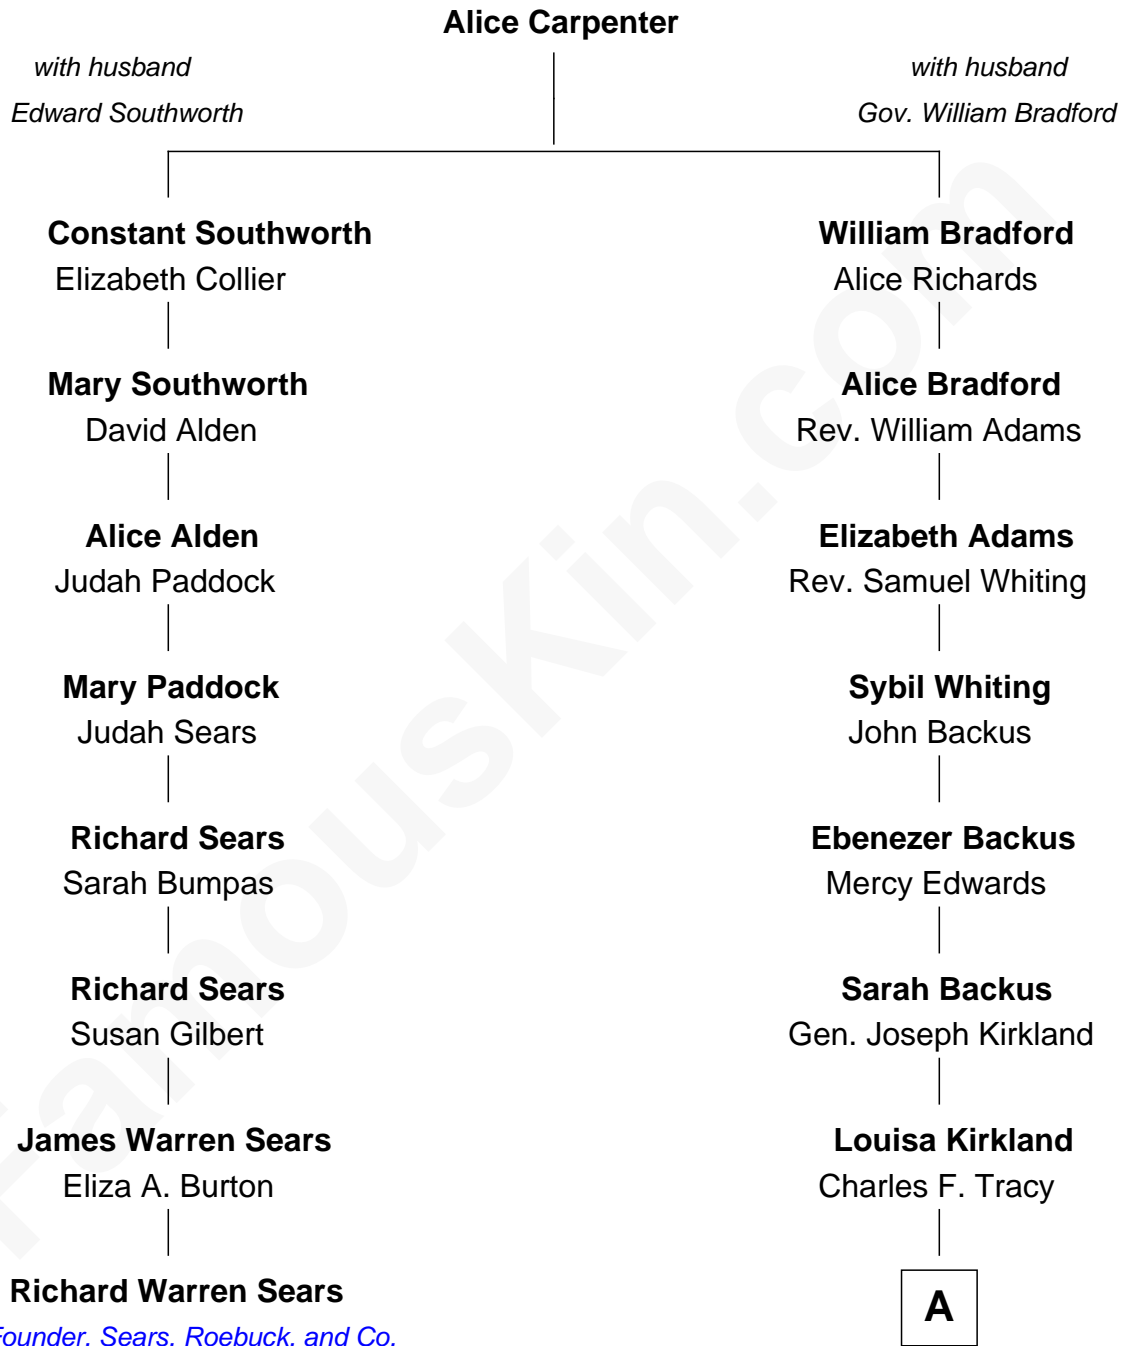 Alice Carpenter
with husband
Edward Southworth
with husband
Gov. William Bradford
Constant Southworth
Elizabeth Collier
William Bradford
Alice Richards
Mary Southworth
David Alden
Alice Bradford
Rev. William Adams
Alice Alden
Judah Paddock
Elizabeth Adams
Rev. Samuel Whiting
Mary Paddock
Judah Sears
Sybil Whiting
John Backus
Richard Sears
Sarah Bumpas
Ebenezer Backus
Mercy Edwards
Richard Sears
Susan Gilbert
Sarah Backus
Gen. Joseph Kirkland
James Warren Sears
Eliza A. Burton
Louisa Kirkland
Charles F. Tracy
Richard Warren Sears
Founder, Sears, Roebuck, and Co.
A
FamousKin.com